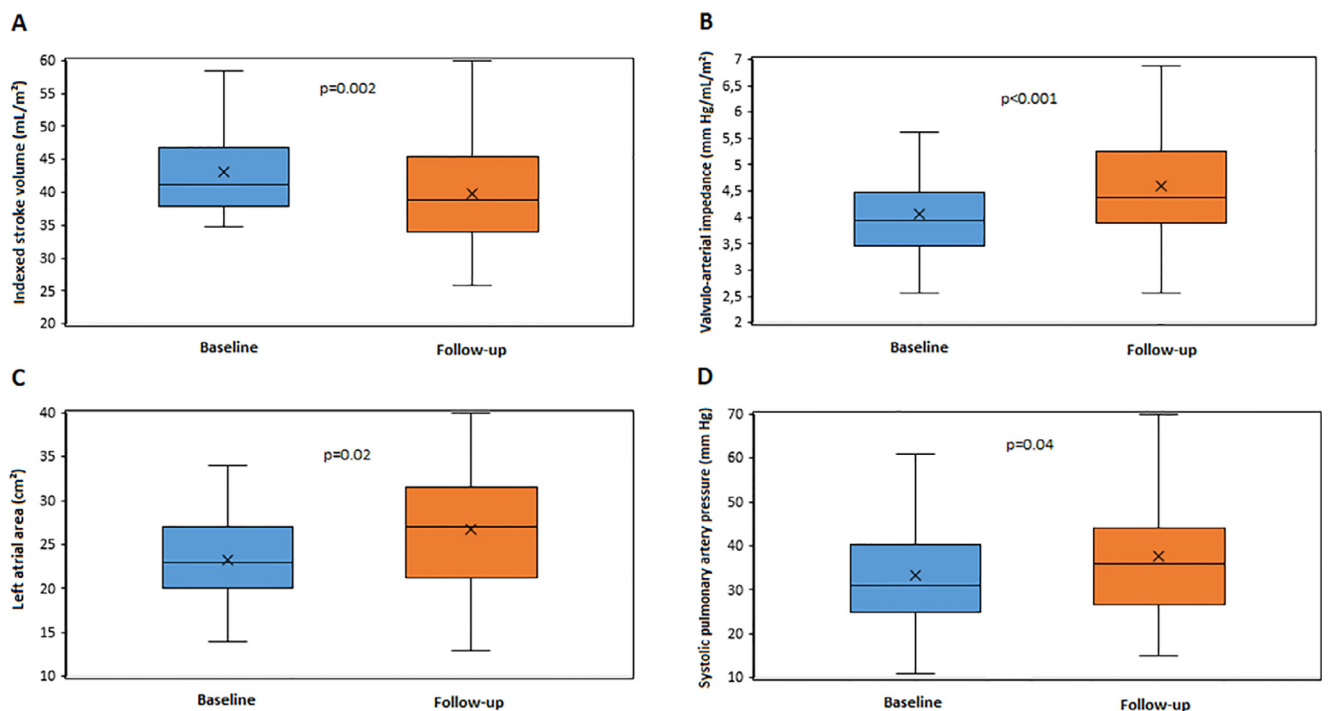 A
Indexed stroke volume (mL/m²)
60
55
50
45
40
35
30
25
20
p=0.002
Baseline
Follow-up
B
Valvulo-arterial impedance (mm Hg/mL/m²)
7
6,5
6
5,5
5
4,5
4
3,5
3
2,5
2
p<0.001
Baseline
Follow-up
C
Left atrial area (cm²)
40
35
30
25
20
15
10
p=0.02
Baseline
Follow-up
D
Systolic pulmonary artery pressure (mm Hg)
70
60
50
40
30
20
10
p=0.04
Baseline
Follow-up